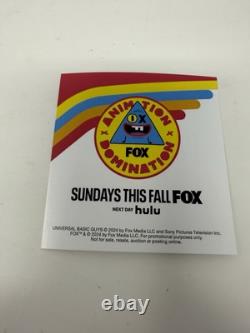 ANIMATION
FOX
DOMINATION
SUNDAYS THIS FALL FOX
NEXT DAY hulu
UNIVERSAL BASIC GUYS © 2024 by Fox Media LLC and Sony Pictures Television Inc.
FOX™ & © 2024 by Fox Media LLC. For promotional purposes only.
Not for sale, resale, auction or posting online.